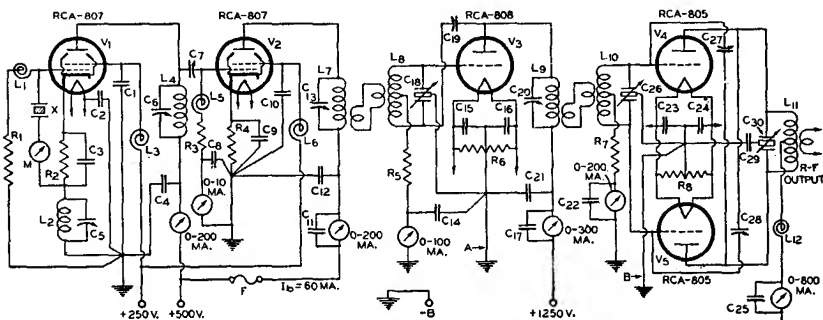 RCA-807
RCA-807
RCA-808
RCA-805
V1
V2
V3
V4
C7
C19
C27
L1
L4
L7
L8
L9
L10
L11
C1
C2
C6
C10
C13
C18
C20
C26
C30
X
M
L5
C15
C16
C23
C24
C29
R1
R2
C3
L3
R3
R4
C9
C8
L6
R5
R6
R7
R8
R-F
OUTPUT
L2
C5
C4
0-10
MA.
C12
C14
C21
0-200
MA.
C22
C28
L12
0-200
MA.
C11
0-200
MA.
0-100
MA.
A
C17
0-300
MA.
V5
B
RCA-805
0-800
MA.
C25
F
Ib = 60 MA.
+250 V.
+500 V.
-B
+1250 V.